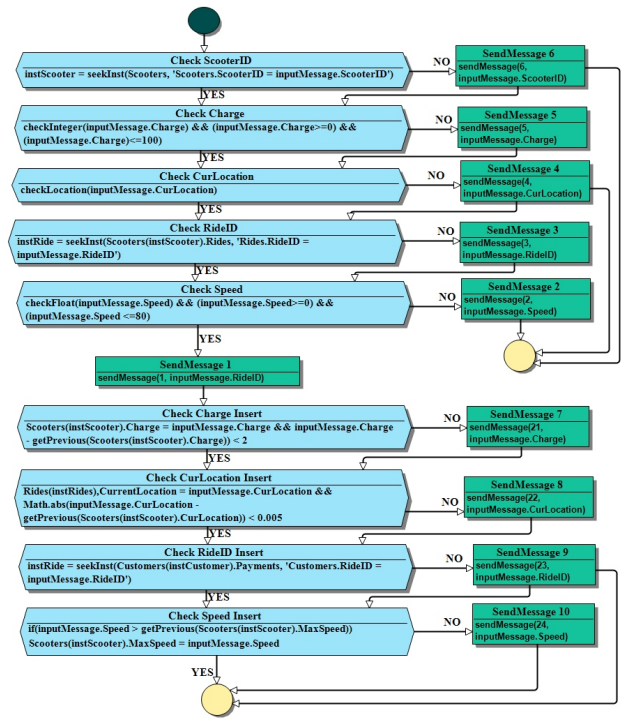 Check ScooterID
instScooter = seekInst(Scooters, 'Scooters.ScooterID = inputMessage.ScooterID')
NO
SendMessage 6
sendMessage(6,
inputMessage.ScooterID)
YES
Check Charge
checkInteger(inputMessage.Charge) && (inputMessage.Charge>=0) &&
(inputMessage.Charge)<=100)
NO
SendMessage 5
sendMessage(5,
inputMessage.Charge)
YES
Check CurLocation
checkLocation(inputMessage.CurLocation)
NO
SendMessage 4
sendMessage(4,
inputMessage.CurLocation)
YES
Check RideID
instRide = seekInst(Scooters(instScooter).Rides, 'Rides.RideID =
inputMessage.RideID')
NO
SendMessage 3
sendMessage(3,
inputMessage.RideID)
YES
Check Speed
checkFloat(inputMessage.Speed) && (inputMessage.Speed>=0) &&
(inputMessage.Speed <=80)
NO
SendMessage 2
sendMessage(2,
inputMessage.Speed)
YES
SendMessage 1
sendMessage(1, inputMessage.RideID)
Check Charge Insert
Scooters(instScooter).Charge = inputMessage.Charge && inputMessage.Charge
- getPrevious(Scooters(instScooter).Charge)) < 2
NO
SendMessage 7
sendMessage(21,
inputMessage.Charge)
YES
Check CurLocation Insert
Rides(instRides),CurrentLocation = inputMessage.CurLocation &&
Math.abs(inputMessage.CurLocation -
getPrevious(Scooters(instScooter).CurLocation)) < 0.005
NO
SendMessage 8
sendMessage(22,
inputMessage.CurLocation)
YES
Check RideID Insert
instRide = seekInst(Customers(instCustomer).Payments, 'Customers.RideID =
inputMessage.RideID')
NO
SendMessage 9
sendMessage(23,
inputMessage.RideID)
YES
Check Speed Insert
if(inputMessage.Speed > getPrevious(Scooters(instScooter).MaxSpeed))
Scooters(instScooter).MaxSpeed = inputMessage.Speed
NO
SendMessage 10
sendMessage(24,
inputMessage.Speed)
YES